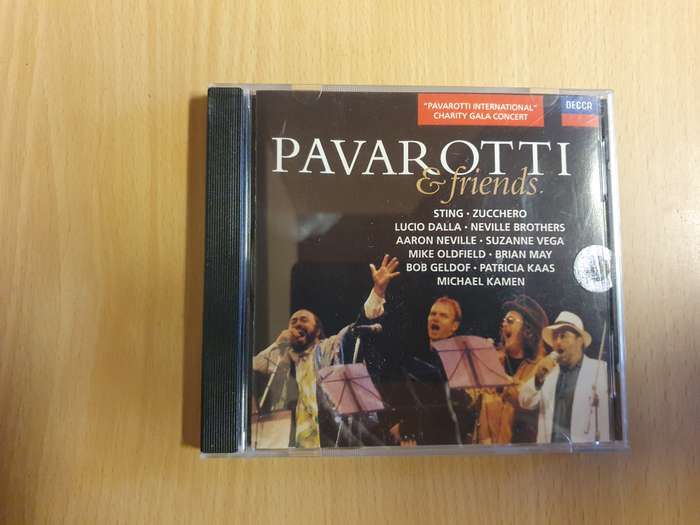 "PAVAROTTI INTERNATIONAL"
CHARITY GALA CONCERT
DECCA
PAVAROTTI
& friends.
STING · ZUCCHERO
LUCIO DALLA · NEVILLE BROTHERS
AARON NEVILLE · SUZANNE VEGA
MIKE OLDFIELD · BRIAN MAY
BOB GELDOF · PATRICIA KAAS
MICHAEL KAMEN